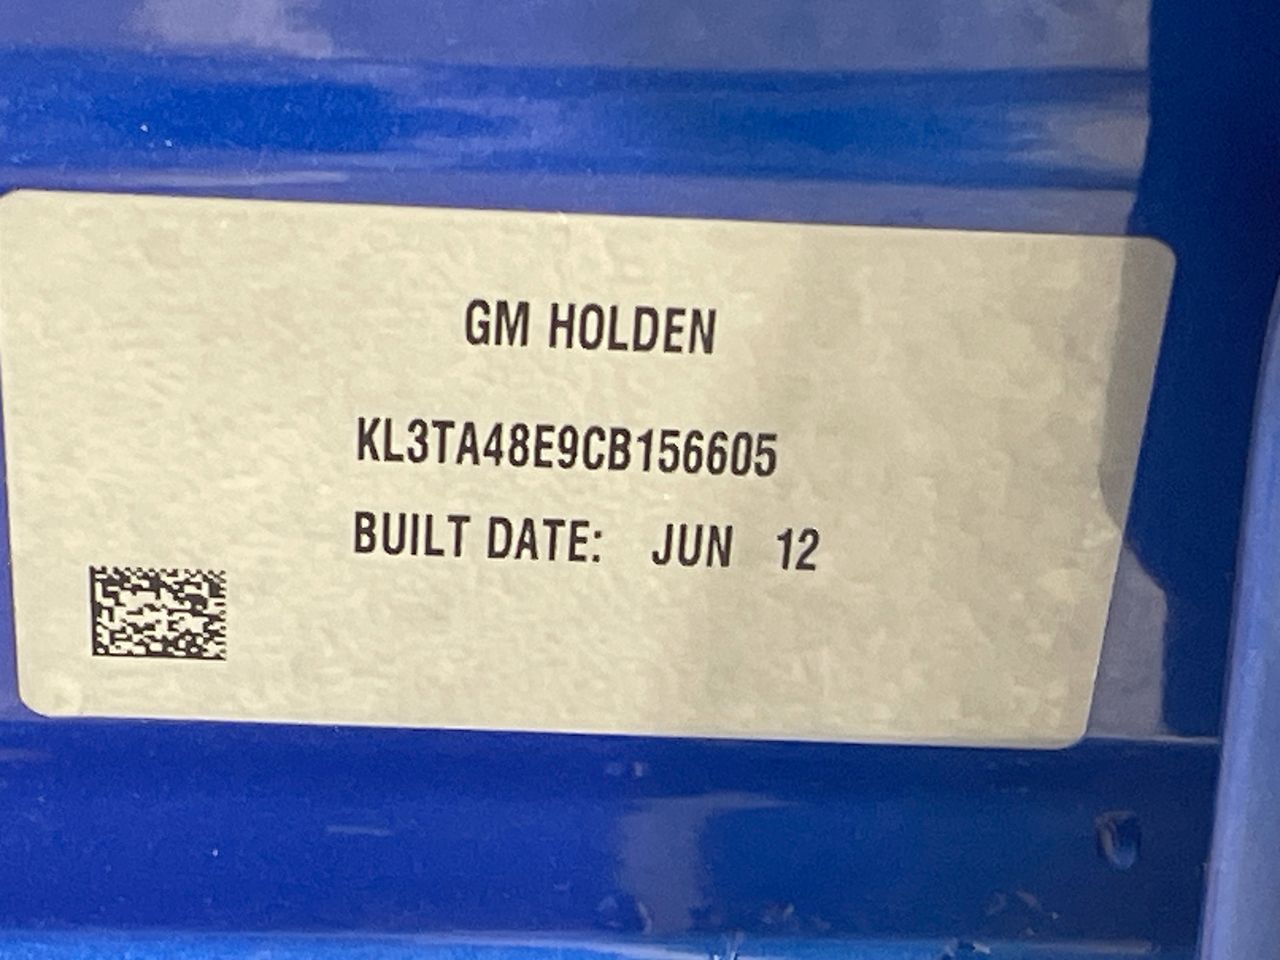 GM HOLDEN
KL3TA48E9CB156605
BUILT DATE: JUN 12